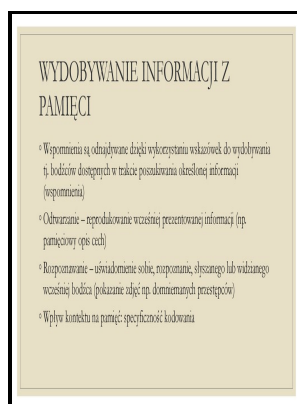 WYDOBYWANIE INFORMACJI Z
PAMIĘCI
° Wspomnienia są odnajdywane dzięki wykorzystaniu wskazówek do wydobywania
tj. bodźców dostępnych w trakcie poszukiwania określonej informacji
(wspomnienia)
° Odtwarzanie – reprodukowanie wcześniej prezentowanej informacji (np.
pamięciowy opis cech)
° Rozpoznawanie – uświadomienie sobie, rozpoznanie, słyszanego lub widzianego
wcześniej bodźca (pokazanie zdjęć np. domniemanych przestępców)
° Wpływ kontekstu na pamięć: specyficzność kodowania